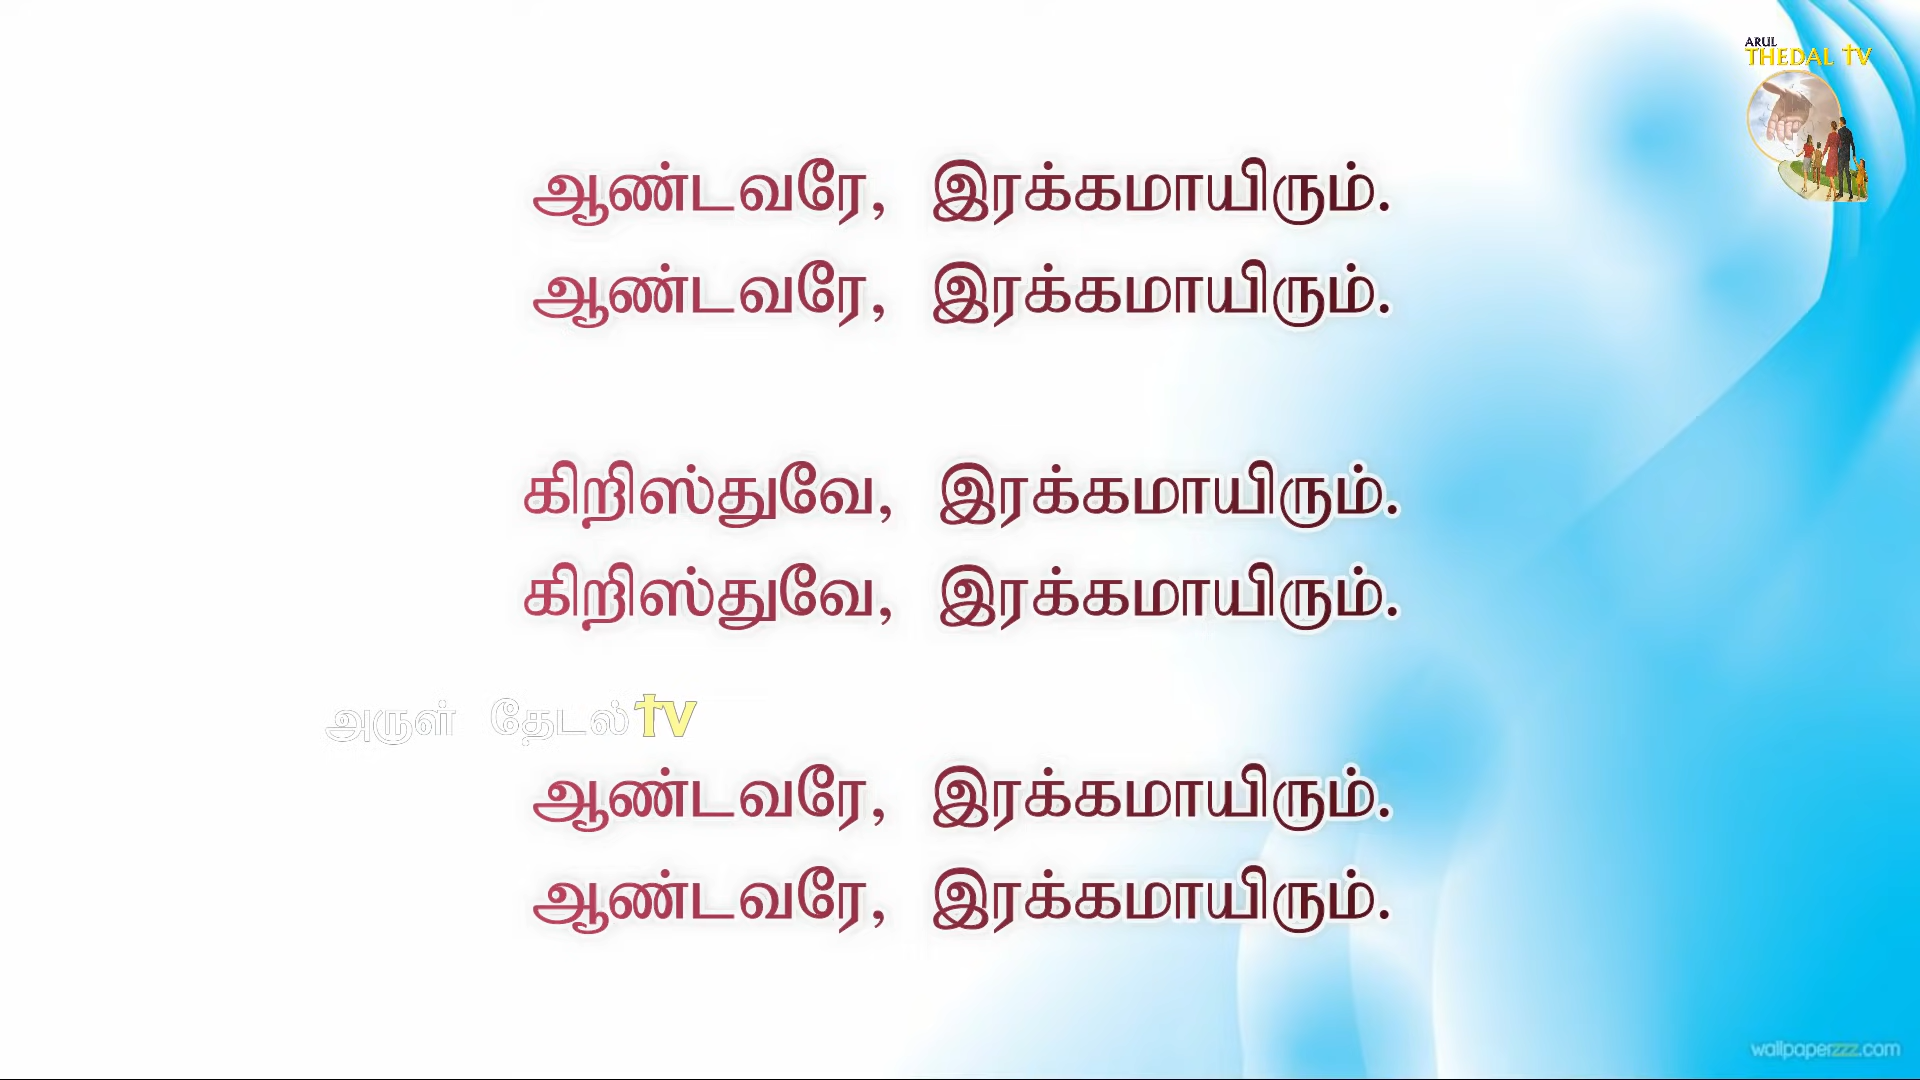 ARUL
THEDAL TV
ஆண்டவரே, இரக்கமாயிரும்.
ஆண்டவரே, இரக்கமாயிரும்.
கிறிஸ்துவே, இரக்கமாயிரும்.
கிறிஸ்துவே, இரக்கமாயிரும்.
அருள் தேடல் TV
ஆண்டவரே, இரக்கமாயிரும்.
ஆண்டவரே, இரக்கமாயிரும்.
wallpaperzzz.com